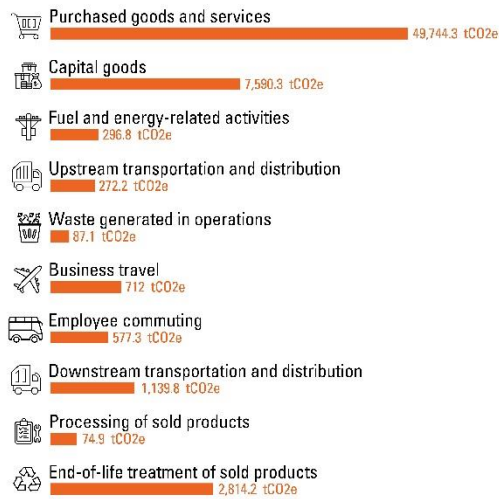 Purchased goods and services
49,744.3 tCO2e
Capital goods
7,590.3 tCO2e
Fuel and energy-related activities
296.8 tCO2e
Upstream transportation and distribution
272.2 tCO2e
Waste generated in operations
87.1 tCO2e
Business travel
712 tCO2e
Employee commuting
577.3 tCO2e
Downstream transportation and distribution
1,139.8 tCO2e
Processing of sold products
74.9 tCO2e
End-of-life treatment of sold products
2,814.2 tCO2e